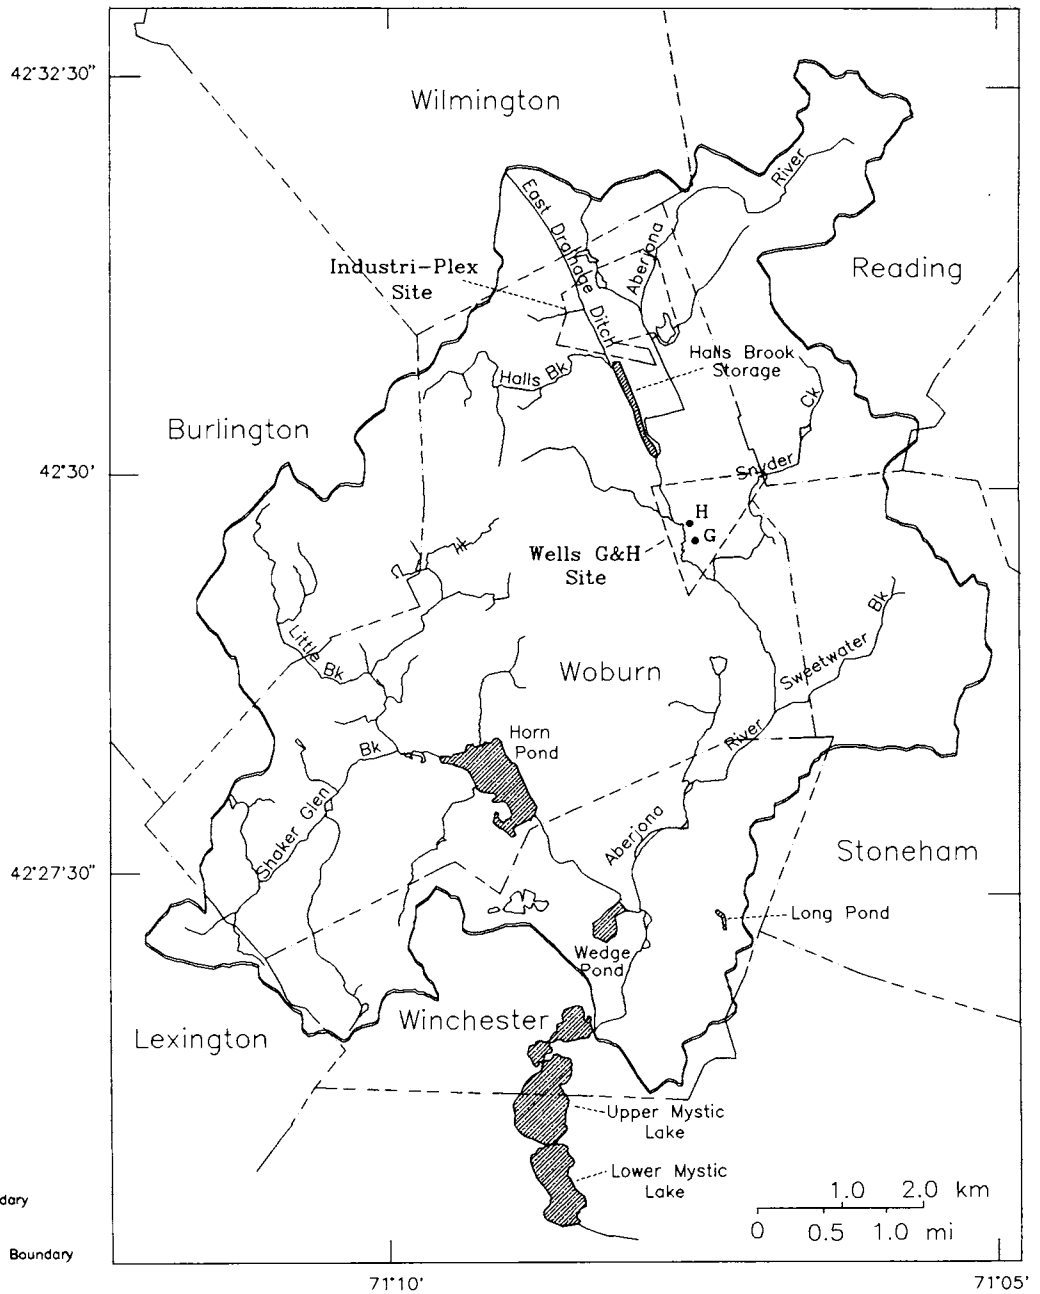 42°32'30"
Wilmington
River
East Drainage Ditch
Aberjona
Industri-Plex
Site
Reading
Halls Brook
Storage
Halls Bk
Ck
Burlington
42°30'
Snyder
H
G
Wells G&H
Site
Bk
Little
Bk
Woburn
Sweetwater
Horn
Pond
River
Bk
Shaker Glen
Aberjona
Stoneham
42°27'30"
Long Pond
Wedge
Pond
Winchester
Lexington
Upper Mystic
Lake
Lower Mystic
Lake
1.0 2.0 km
0 0.5 1.0 mi
dary
Boundary
71°10'
71°05'